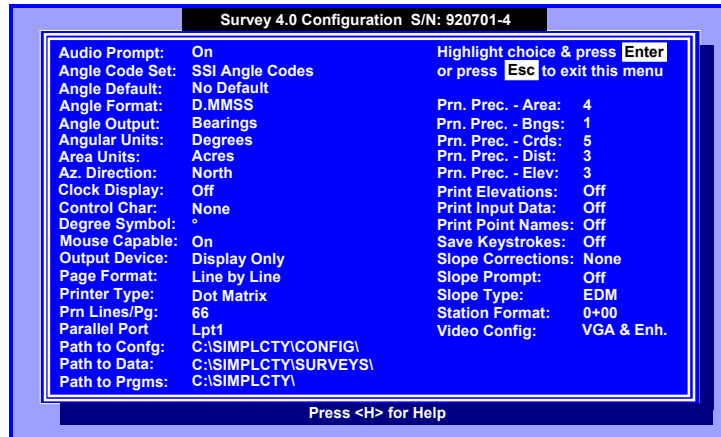 Survey 4.0 Configuration S/N: 920701-4
Audio Prompt: On
Angle Code Set: SSI Angle Codes
Angle Default: No Default
Angle Format: D.MMSS
Angle Output: Bearings
Angular Units: Degrees
Area Units: Acres
Az. Direction: North
Clock Display: Off
Control Char: None
Degree Symbol: °
Mouse Capable: On
Output Device: Display Only
Page Format: Line by Line
Printer Type: Dot Matrix
Prn Lines/Pg: 66
Parallel Port Lpt1
Path to Confg: C:\SIMPLCTY\CONFIG\
Path to Data: C:\SIMPLCTY\SURVEYS\
Path to Prgms: C:\SIMPLCTY\
Highlight choice & press Enter
or press Esc to exit this menu
Prn. Prec. - Area: 4
Prn. Prec. - Bngs: 1
Prn. Prec. - Crds: 5
Prn. Prec. - Dist: 3
Prn. Prec. - Elev: 3
Print Elevations: Off
Print Input Data: Off
Print Point Names: Off
Save Keystrokes: Off
Slope Corrections: None
Slope Prompt: Off
Slope Type: EDM
Station Format: 0+00
Video Config: VGA & Enh.
Press <H> for Help